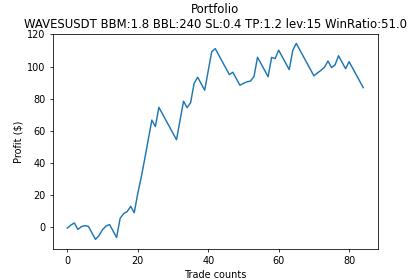 Portfolio
WAVESUSDT BBM:1.8 BBL:240 SL:0.4 TP:1.2 lev:15 WinRatio:51.0
120
100
80
60
40
20
0
Profit ($)
0 20 40 60 80
Trade counts